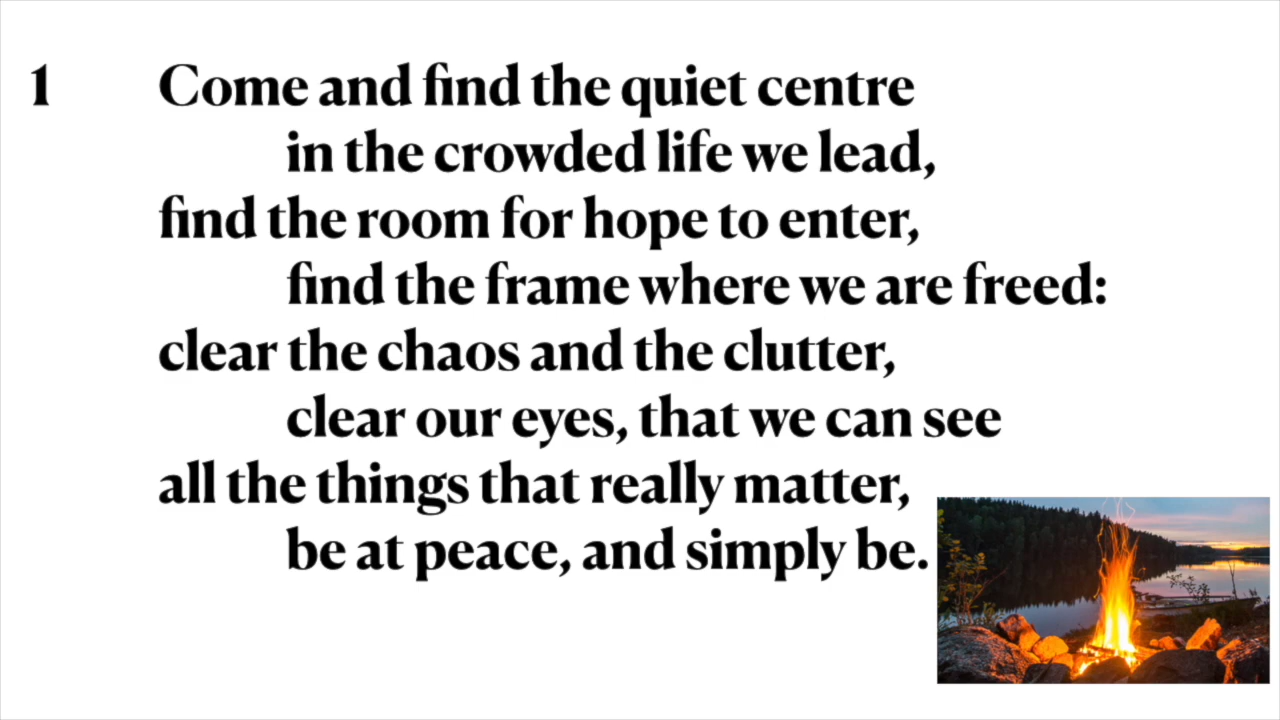 1 Come and find the quiet centre
in the crowded life we lead,
find the room for hope to enter,
find the frame where we are freed:
clear the chaos and the clutter,
clear our eyes, that we can see
all the things that really matter,
be at peace, and simply be.